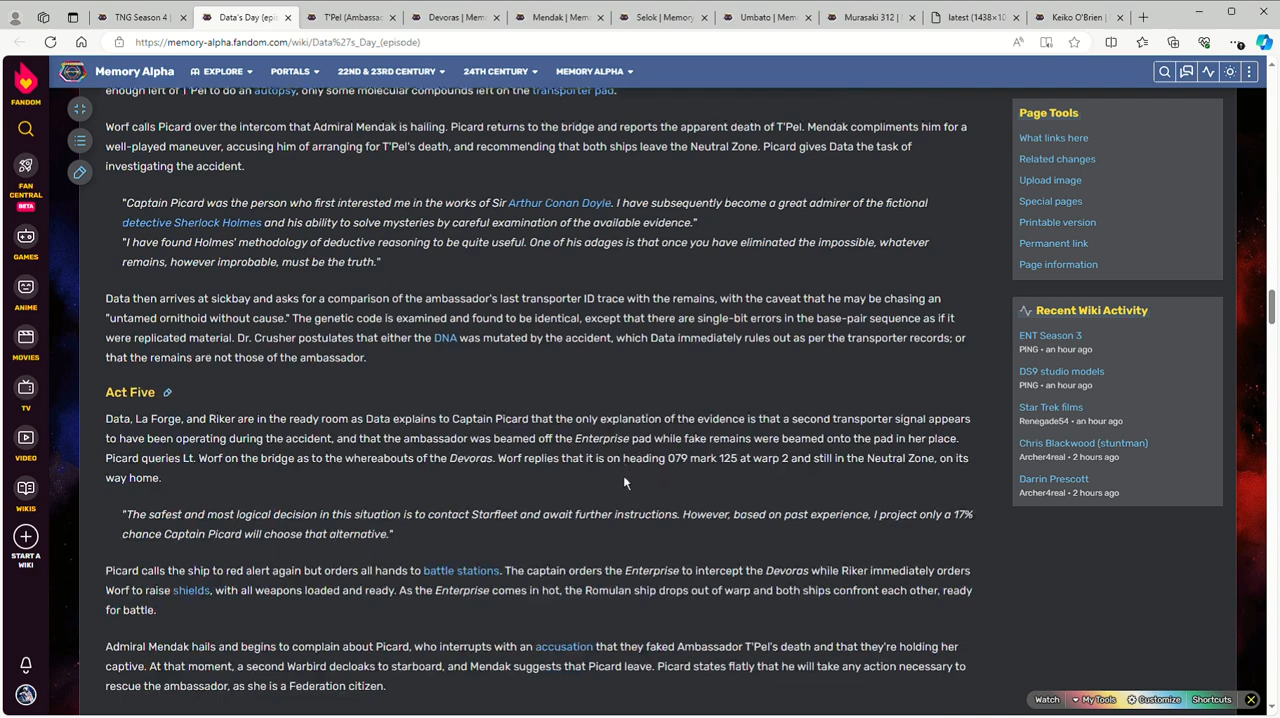 TNG Season 4 |
Data's Day (epi
T'Pel (Ambassa
Devoras | Mem
Mendak | Mem
Selok | Memory
Umbato | Mem
Murasaki 312 |
latest (1438×10
Keiko O'Brien |
https://memory-alpha.fandom.com/wiki/Data%27s_Day_(episode)
FANDOM
Memory Alpha
EXPLORE
PORTALS
22ND & 23RD CENTURY
24TH CENTURY
MEMORY ALPHA
FAN CENTRAL
BETA
GAMES
ANIME
MOVIES
TV
VIDEO
WIKIS
START A WIKI
enough left of T'Pel to do an autopsy, only some molecular compounds left on the transporter pad.
Worf calls Picard over the intercom that Admiral Mendak is hailing. Picard returns to the bridge and reports the apparent death of T'Pel. Mendak compliments him for a
well-played maneuver, accusing him of arranging for T'Pel's death, and recommending that both ships leave the Neutral Zone. Picard gives Data the task of
investigating the accident.
"Captain Picard was the person who first interested me in the works of Sir Arthur Conan Doyle. I have subsequently become a great admirer of the fictional
detective Sherlock Holmes and his ability to solve mysteries by careful examination of the available evidence."
"I have found Holmes' methodology of deductive reasoning to be quite useful. One of his adages is that once you have eliminated the impossible, whatever
remains, however improbable, must be the truth."
Data then arrives at sickbay and asks for a comparison of the ambassador's last transporter ID trace with the remains, with the caveat that he may be chasing an
"untamed ornithoid without cause." The genetic code is examined and found to be identical, except that there are single-bit errors in the base-pair sequence as if it
were replicated material. Dr. Crusher postulates that either the DNA was mutated by the accident, which Data immediately rules out as per the transporter records; or
that the remains are not those of the ambassador.
Act Five
Data, La Forge, and Riker are in the ready room. Data explains to Captain Picard that the only explanation of the evidence is that a second transporter signal appears
to have been operating during the accident, and that the ambassador was beamed off the Enterprise pad while fake remains were beamed onto the pad in her place.
Picard queries Lt. Worf on the bridge as to the whereabouts of the Devoras. Worf replies that it is on heading 079 mark 125 at warp 2 and still in the Neutral Zone, on its
way home.
"The safest and most logical decision in this situation is to contact Starfleet and await further instructions. However, based on past experience, I project only a 17%
chance Captain Picard will choose that alternative."
Picard calls the ship to red alert again but orders all hands to battle stations. The captain orders the Enterprise to intercept the Devoras while Riker immediately orders
Worf to raise shields, with all weapons loaded and ready. As the Enterprise comes in hot, the Romulan ship drops out of warp and both ships confront each other, ready
for battle.
Admiral Mendak hails and begins to complain about Picard, who interrupts with an accusation that they faked Ambassador T'Pel's death and that they're holding her
captive. At that moment, a second Warbird decloaks to starboard, and Mendak suggests that Picard leave. Picard states flatly that he will take any action necessary to
rescue the ambassador, as she is a Federation citizen.
Page Tools
What links here
Related changes
Upload image
Special pages
Printable version
Permanent link
Page information
Recent Wiki Activity
ENT Season 3
PING • an hour ago
DS9 studio models
PING • an hour ago
Star Trek films
Renegade54 • an hour ago
Chris Blackwood (stuntman)
Archer4real • 2 hours ago
Darrin Prescott
Archer4real • 2 hours ago
Watch
My Tools
Customize
Shortcuts